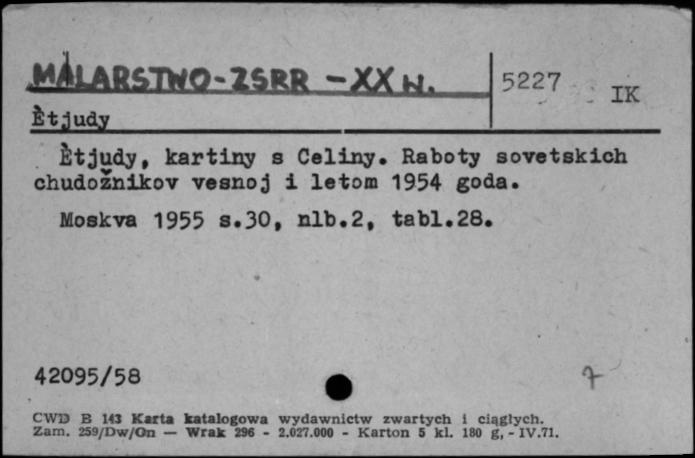 MALARSTWO-ZSRR - XX w. 5227 IK
Ètjudy
Ètjudy, kartiny s Celiny. Raboty sovetskich
chudožnikov vesnoj i letom 1954 goda.
Moskva 1955 s.30, nlb.2, tabl.28.
42095/58 7
CWD B 143 Karta katalogowa wydawnictw zwartych i ciągłych.
Zam. 259/Dw/On — Wrak 296 - 2.027.000 - Karton 5 kl. 180 g, - IV.71.